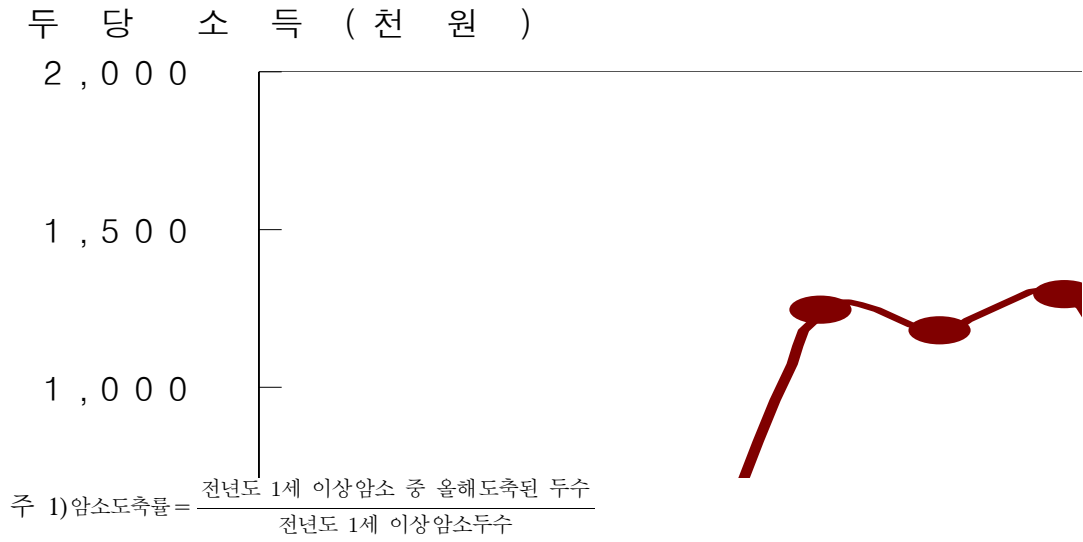 두 당 소 득 (천 원 )
2,000
1,500
1,000
주 1)암소도축률=전년도 1세 이상암소 중 올해도축된 두수
전년도 1세 이상암소두수